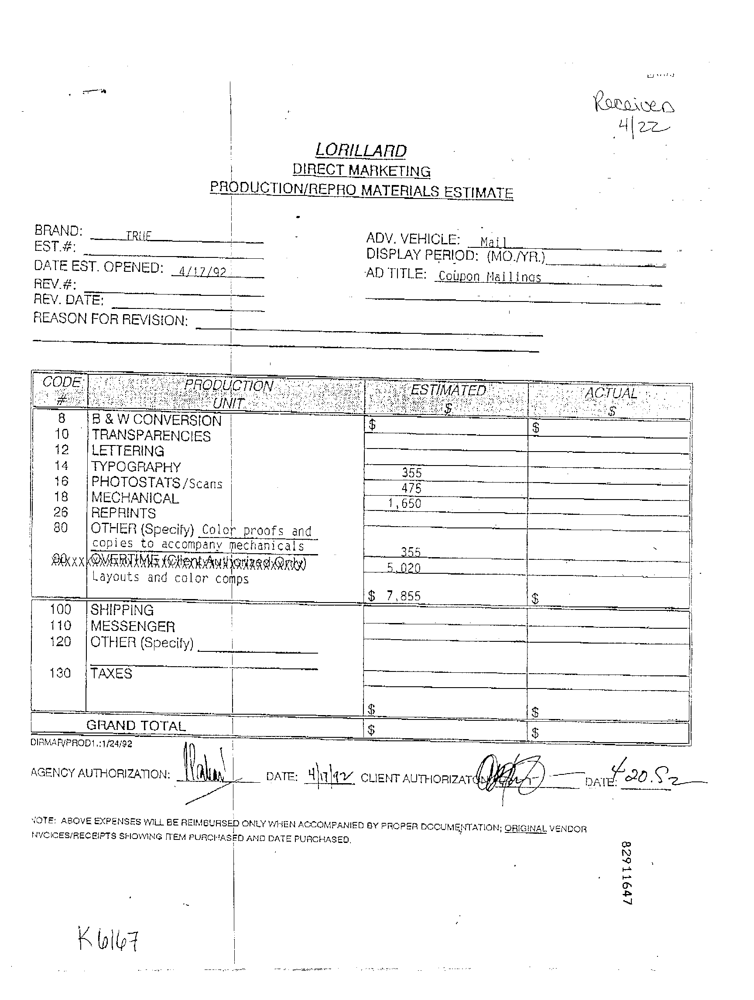 Received
4/22
LORILLARD
DIRECT MARKETING
PRODUCTION/REPRO MATERIALS ESTIMATE
BRAND: TRUE
EST.#:
DATE EST. OPENED: 4/17/92
REV.#:
REV. DATE:
REASON FOR REVISION:
ADV. VEHICLE: Mail
DISPLAY PERIOD: (MO./YR.)
AD TITLE: Coupon Mailings
CODE # PRODUCTION UNIT ESTIMATED $ ACTUAL $
8 B & W CONVERSION $ $
10 TRANSPARENCIES
12 LETTERING
14 TYPOGRAPHY 355
16 PHOTOSTATS/Scans 475
18 MECHANICAL 1,650
26 REPRINTS
80 OTHER (Specify) Color proofs and
copies to accompany mechanicals 355
90xxx OVERTIME (Client Authorized Only) 5,020
Layouts and color comps
$ 7,855 $
100 SHIPPING
110 MESSENGER
120 OTHER (Specify)
130 TAXES
$ $
GRAND TOTAL $ $
DIRMAR/PROD1.:1/24/92
AGENCY AUTHORIZATION: DATE: 4/17/92 CLIENT AUTHORIZATION DATE: 4.20.92
NOTE: ABOVE EXPENSES WILL BE REIMBURSED ONLY WHEN ACCOMPANIED BY PROPER DOCUMENTATION; ORIGINAL VENDOR
INVOICES/RECEIPTS SHOWING ITEM PURCHASED AND DATE PURCHASED.
82911647
K6167